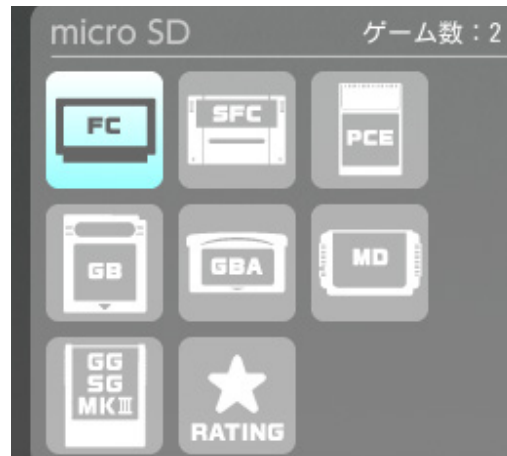 micro SD ゲーム数：2
FC SFC PCE
GB GBA MD
GG
SG
MKⅢ
RATING